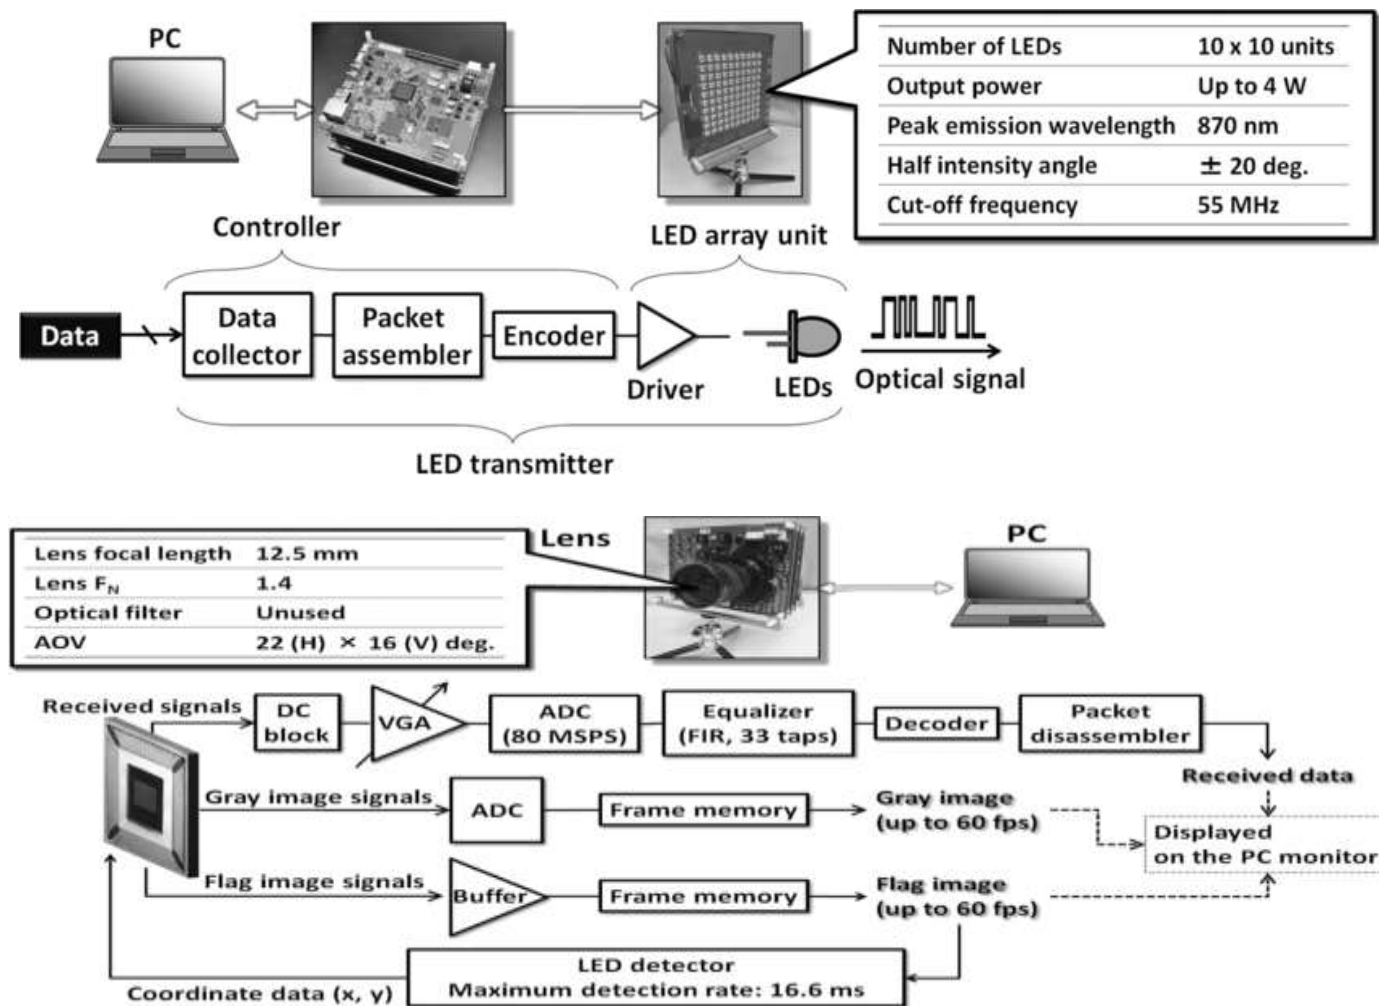 PC
Number of LEDs 10 x 10 units
Output power Up to 4 W
Peak emission wavelength 870 nm
Half intensity angle ± 20 deg.
Cut-off frequency 55 MHz
Controller
LED array unit
Data
Data
collector
Packet
assembler
Encoder
Driver
LEDs
Optical signal
LED transmitter
Lens focal length 12.5 mm
Lens FN 1.4
Optical filter Unused
AOV 22 (H) × 16 (V) deg.
Lens
PC
Received signals
DC
block
VGA
ADC
(80 MSPS)
Equalizer
(FIR, 33 taps)
Decoder
Packet
disassembler
Received data
Gray image signals
ADC
Frame memory
Gray image
(up to 60 fps)
Displayed
on the PC monitor
Flag image signals
Buffer
Frame memory
Flag image
(up to 60 fps)
LED detector
Maximum detection rate: 16.6 ms
Coordinate data (x, y)